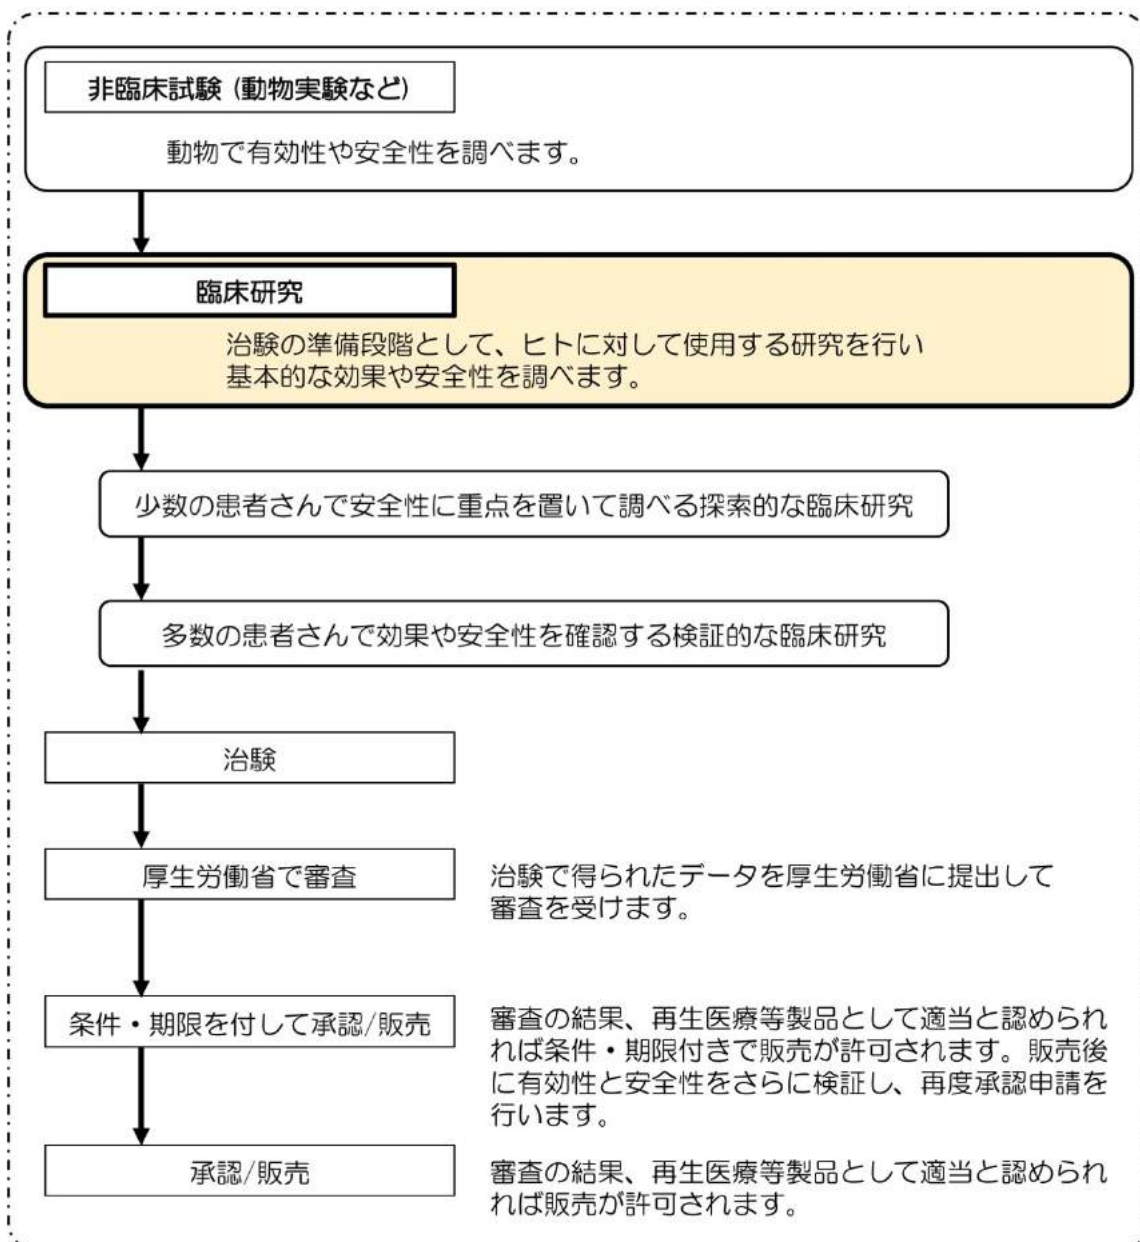 非臨床試験 (動物実験など)
動物で有効性や安全性を調べます。
臨床研究
治験の準備段階として、ヒトに対して使用する研究を行い
基本的な効果や安全性を調べます。
少数の患者さんで安全性に重点を置いて調べる探索的な臨床研究
多数の患者さんで効果や安全性を確認する検証的な臨床研究
治験
厚生労働省で審査
治験で得られたデータを厚生労働省に提出して
審査を受けます。
条件・期限を付して承認/販売
審査の結果、再生医療等製品として適当と認められ
れば条件・期限付きで販売が許可されます。販売後
に有効性と安全性をさらに検証し、再度承認申請を
行います。
承認/販売
審査の結果、再生医療等製品として適当と認められ
れば販売が許可されます。